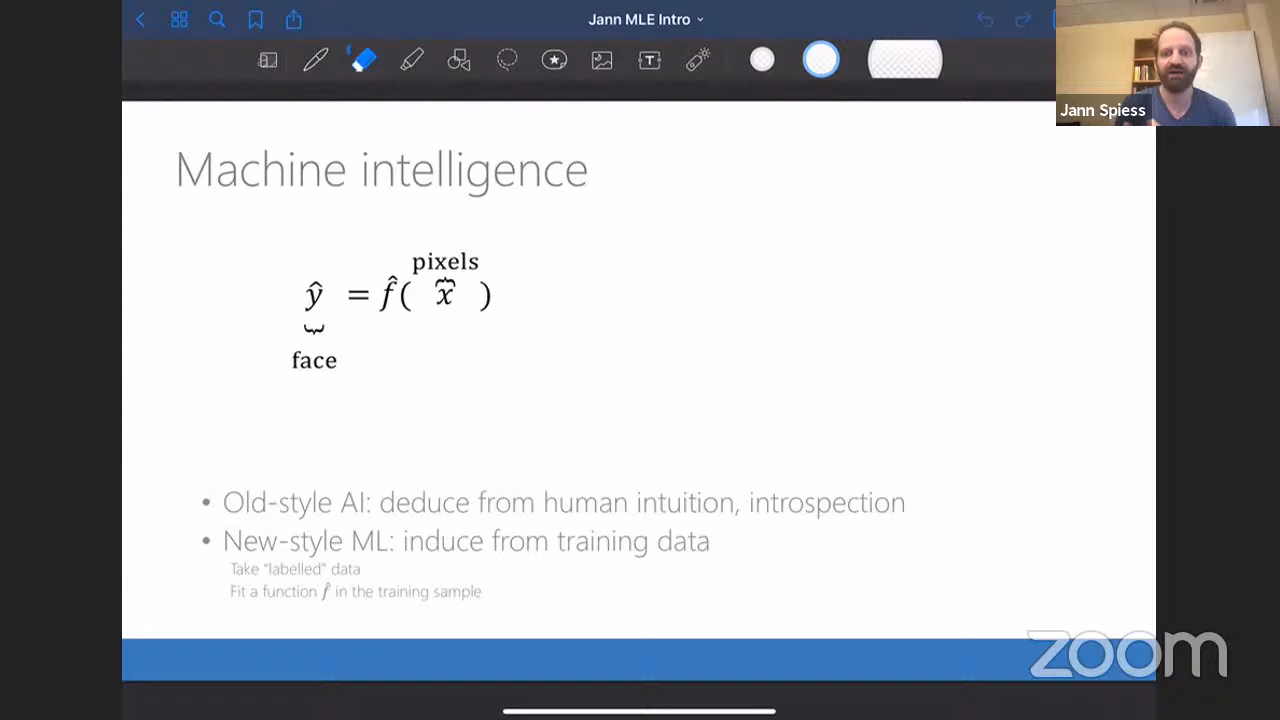 Jann MLE Intro
Jann Spiess
Machine intelligence
pixels
ŷ = f̂( x )
face
• Old-style AI: deduce from human intuition, introspection
• New-style ML: induce from training data
Take "labelled" data
Fit a function f̂ in the training sample
zoom